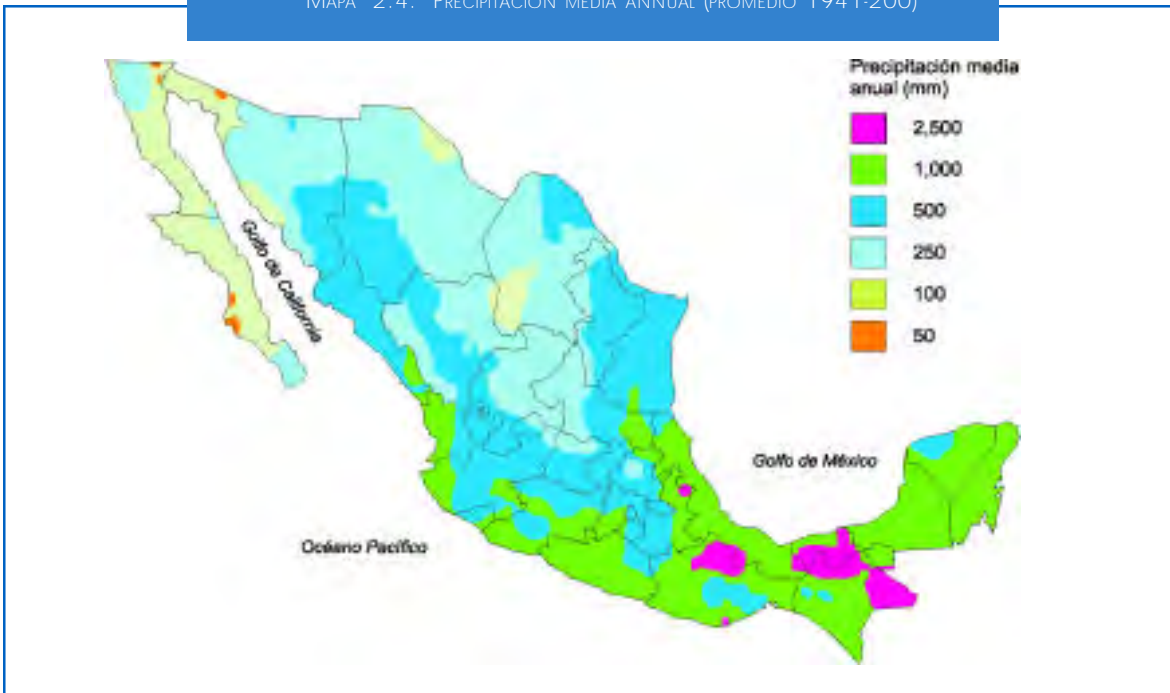 MAPA 2.4. PRECIPITACIÓN MEDIA ANNUAL (PROMEDIO 1941-200)
Precipitación media
anual (mm)
2,500
1,000
500
250
100
50
Golfo de California
Golfo de México
Océano Pacífico